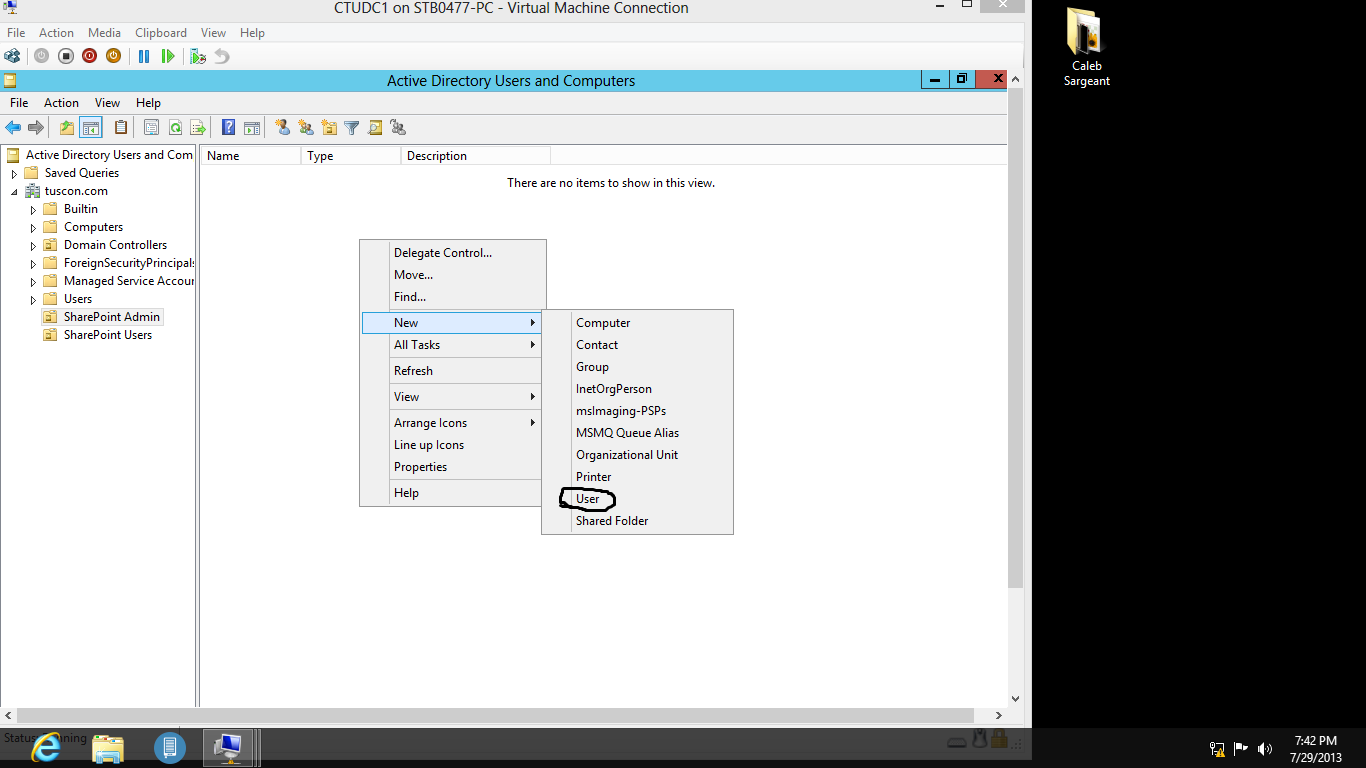 CTUDC1 on STB0477-PC - Virtual Machine Connection
File Action Media Clipboard View Help
Active Directory Users and Computers
File Action View Help
Active Directory Users and Com
Saved Queries
tuscon.com
Builtin
Computers
Domain Controllers
ForeignSecurityPrincipals
Managed Service Accour
Users
SharePoint Admin
SharePoint Users
Name Type Description
There are no items to show in this view.
Delegate Control...
Move...
Find...
New
All Tasks
Refresh
View
Arrange Icons
Line up Icons
Properties
Help
Computer
Contact
Group
InetOrgPerson
msImaging-PSPs
MSMQ Queue Alias
Organizational Unit
Printer
User
Shared Folder
Caleb
Sargeant
7:42 PM
7/29/2013